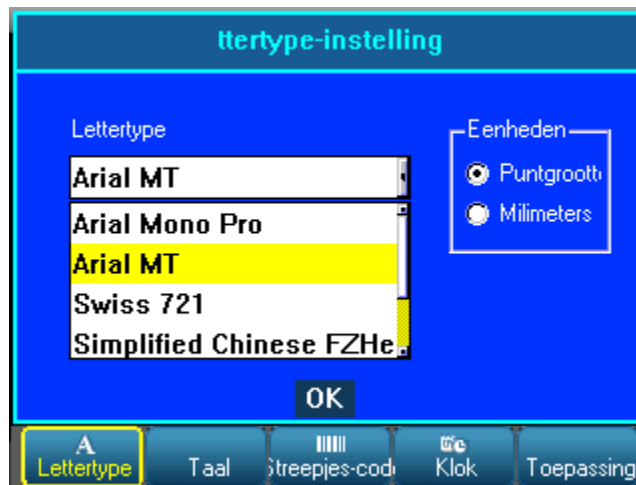 ttertype-instelling
Lettertype
Eenheden
Arial MT
Puntgrootte
Arial Mono Pro
Milimeters
Arial MT
Swiss 721
Simplified Chinese FZHe
OK
A
Lettertype
Taal
Streepjes-cod
Klok
Toepassing